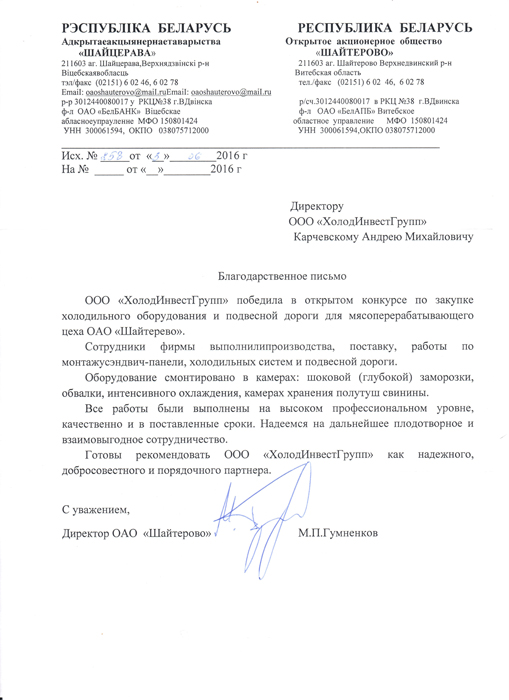 РЭСПУБЛІКА БЕЛАРУСЬ
Адкрытаеакцыянернаетаварыства
«ШАЙЦЕРАВА»
211603 аг. Шайцерава,Верхнядзвінскі р-н
Віцебскаявобласць
тэл/факс (02151) 6 02 46, 6 02 78
Email: oaoshauterovo@mail.ruEmail: oaoshauterovo@mail.ru
р-р 3012440080017 у РКЦ№38 г.ВДвінска
ф-л ОАО «БелБАНК» Віцебскае
абласноеупраўленне МФО 150801424
УНН 300061594, ОКПО 038075712000
РЕСПУБЛИКА БЕЛАРУСЬ
Открытое акционерное общество
«ШАЙТЕРОВО»
211603 аг. Шайтерово Верхнедвинский р-н
Витебская область
тел./факс (02151) 6 02 46, 6 02 78
р/сч.3012440080017 в РКЦ №38 г.ВДвинска
ф-л ОАО «БелАПБ» Витебское
областное управление МФО 150801424
УНН 300061594,ОКПО 038075712000
Исх. № 858 от «3» 06 2016 г
На № ______ от «__»________2016 г
Директору
ООО «ХолодИнвестГрупп»
Карчевскому Андрею Михайловичу
Благодарственное письмо
ООО «ХолодИнвестГрупп» победила в открытом конкурсе по закупке
холодильного оборудования и подвесной дороги для мясоперерабатывающего
цеха ОАО «Шайтерево».
Сотрудники фирмы выполнилипроизводства, поставку, работы по
монтажусэндвич-панели, холодильных систем и подвесной дороги.
Оборудование смонтировано в камерах: шоковой (глубокой) заморозки,
обвалки, интенсивного охлаждения, камерах хранения полутуш свинины.
Все работы были выполнены на высоком профессиональном уровне,
качественно и в поставленные сроки. Надеемся на дальнейшее плодотворное и
взаимовыгодное сотрудничество.
Готовы рекомендовать ООО «ХолодИнвестГрупп» как надежного,
добросовестного и порядочного партнера.
С уважением,
Директор ОАО «Шайтерово» М.П.Гумненков